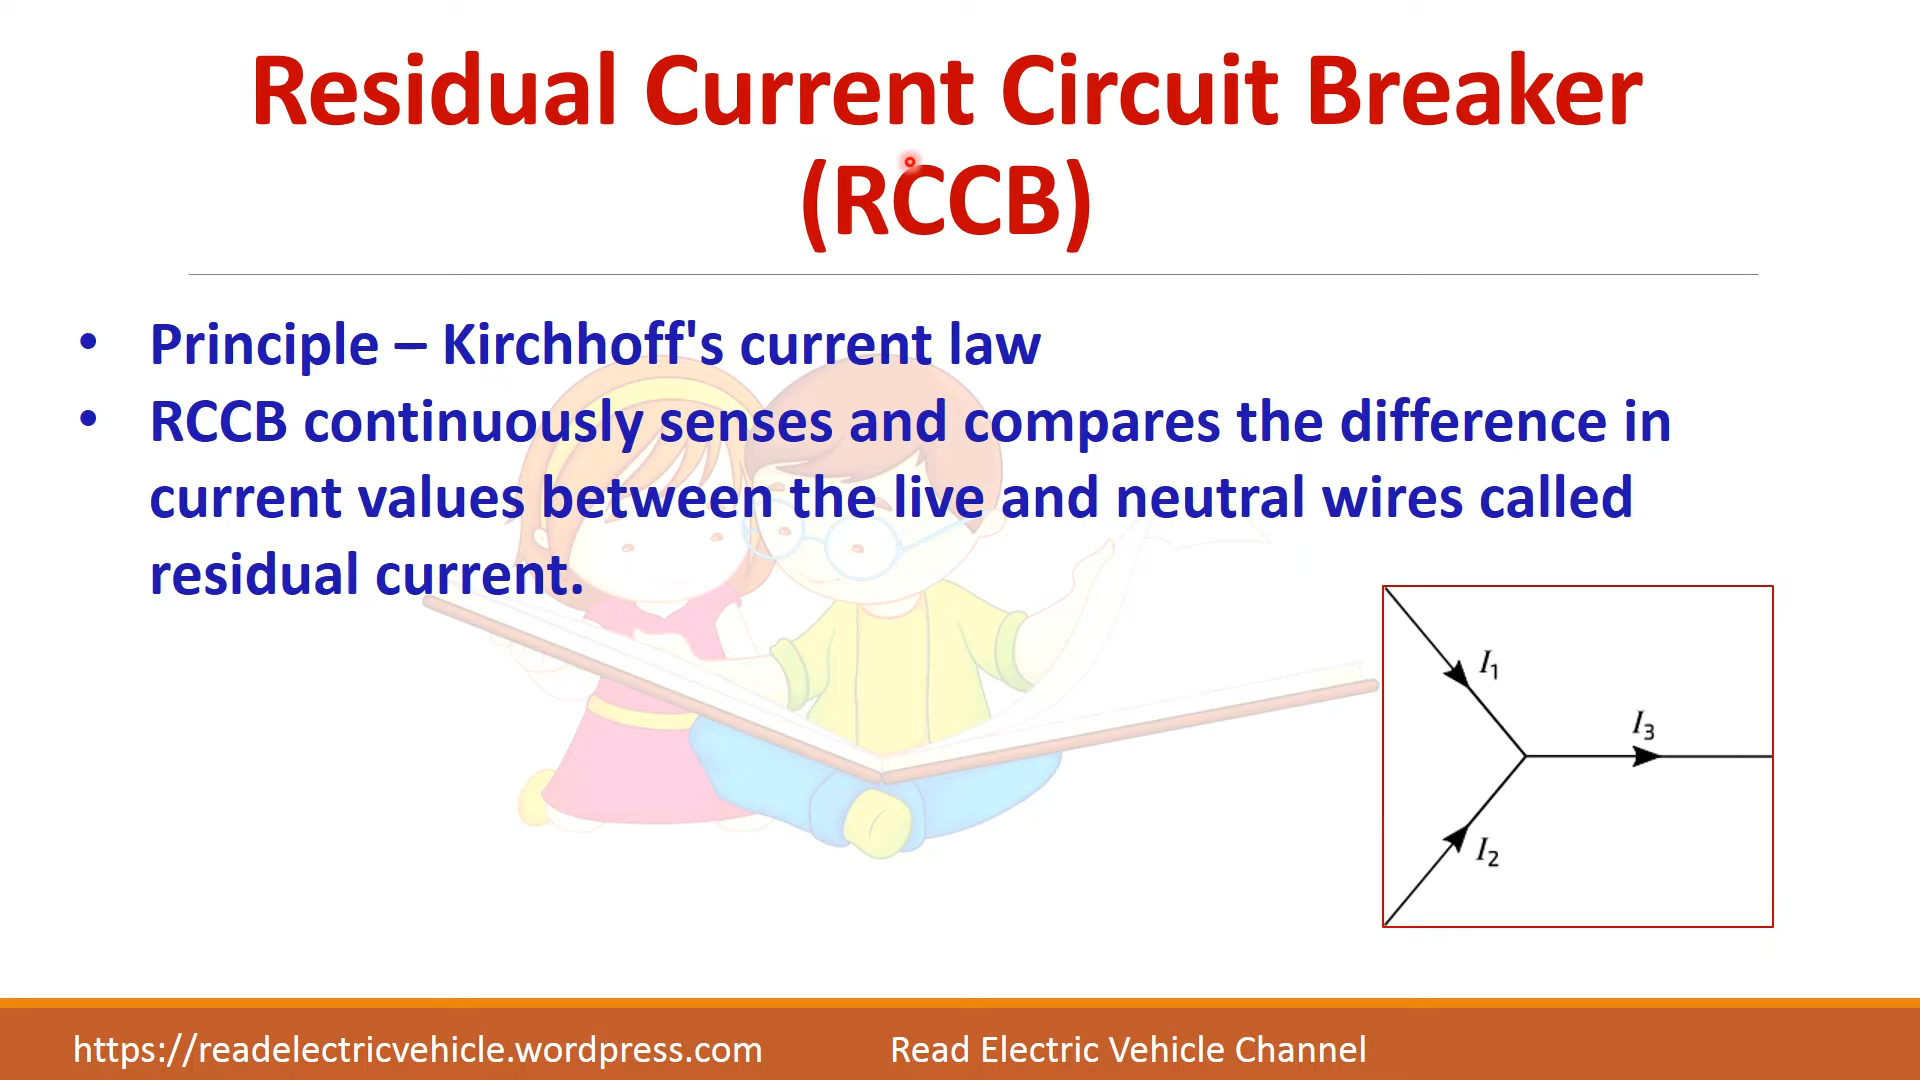 Residual Current Circuit Breaker
(RCCB)
• Principle – Kirchhoff's current law
• RCCB continuously senses and compares the difference in
current values between the live and neutral wires called
residual current.
I1
I3
I2
https://readelectricvehicle.wordpress.com
Read Electric Vehicle Channel